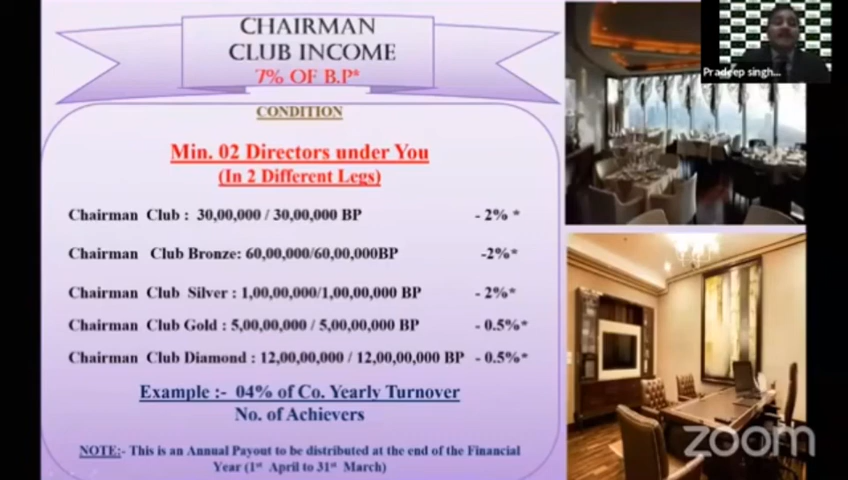 CHAIRMAN
CLUB INCOME
7% OF B.P*
CONDITION
Min. 02 Directors under You
(In 2 Different Legs)
Chairman Club : 30,00,000 / 30,00,000 BP - 2% *
Chairman Club Bronze: 60,00,000/60,00,000BP -2%*
Chairman Club Silver : 1,00,00,000/1,00,00,000 BP - 2%*
Chairman Club Gold : 5,00,00,000 / 5,00,00,000 BP - 0.5%*
Chairman Club Diamond : 12,00,00,000 / 12,00,00,000 BP - 0.5%*
Example :- 04% of Co. Yearly Turnover
No. of Achievers
NOTE:- This is an Annual Payout to be distributed at the end of the Financial
Year (1st April to 31st March)
Pradeep singh...
zoom